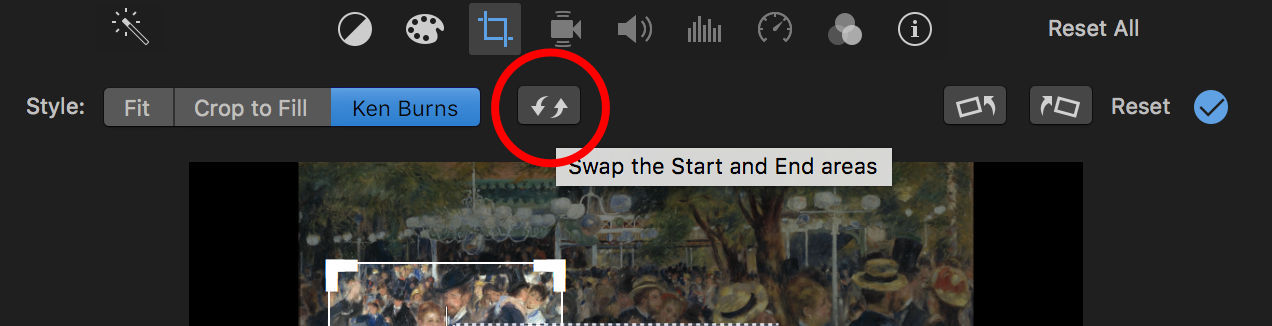 Reset All
Style: Fit Crop to Fill Ken Burns Reset
Swap the Start and End areas